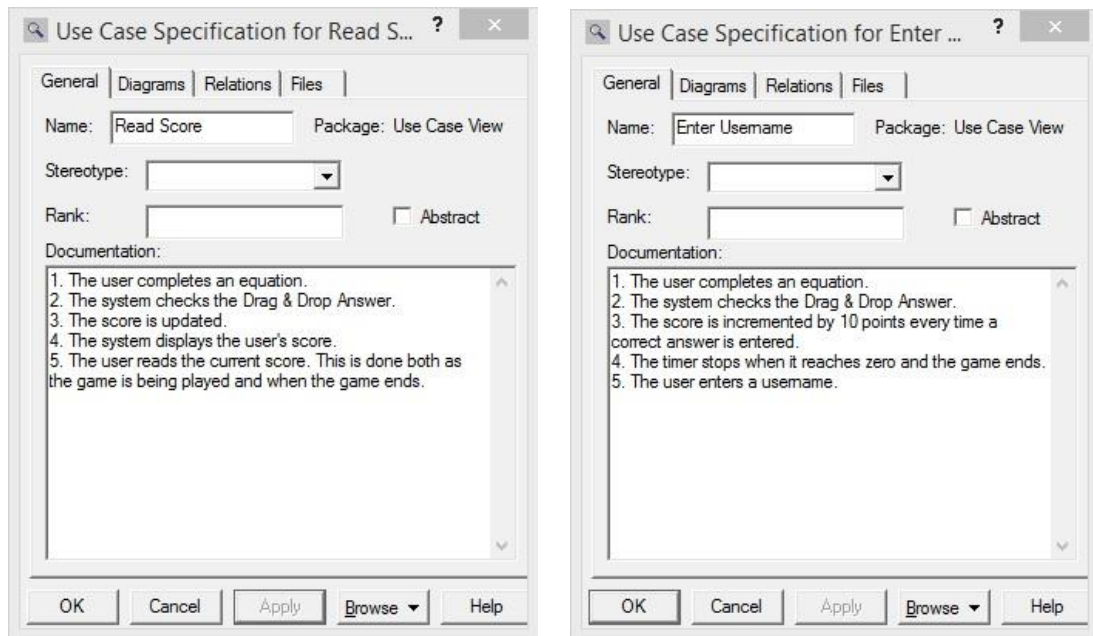 Use Case Specification for Read S... ? ×
General Diagrams Relations Files
Name: Read Score Package: Use Case View
Stereotype:
Rank: Abstract
Documentation:
1. The user completes an equation.
2. The system checks the Drag & Drop Answer.
3. The score is updated.
4. The system displays the user's score.
5. The user reads the current score. This is done both as
the game is being played and when the game ends.
OK Cancel Apply Browse Help
Use Case Specification for Enter ... ? ×
General Diagrams Relations Files
Name: Enter Username Package: Use Case View
Stereotype:
Rank: Abstract
Documentation:
1. The user completes an equation.
2. The system checks the Drag & Drop Answer.
3. The score is incremented by 10 points every time a
correct answer is entered.
4. The timer stops when it reaches zero and the game ends.
5. The user enters a username.
OK Cancel Apply Browse Help